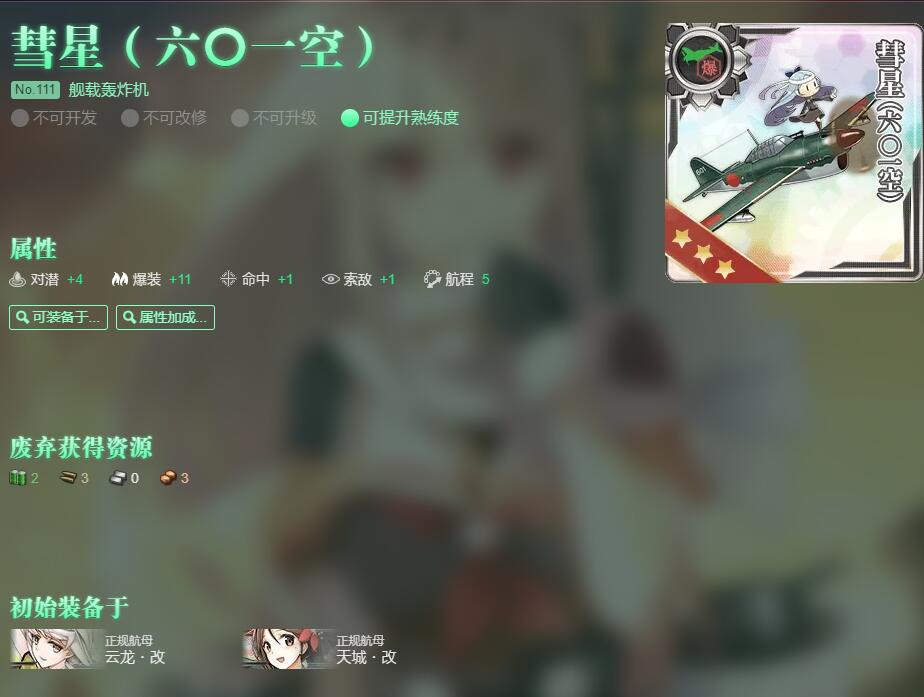 彗星（六〇一空）
No.111 舰载轰炸机
不可开发 不可改修 不可升级 可提升熟练度
属性
对潜 +4 爆装 +11 命中 +1 索敌 +1 航程 5
可装备于... 属性加成...
废弃获得资源
2 3 0 3
初始装备于
正规航母
云龙·改
正规航母
天城·改
爆
彗星(六〇一空)
601